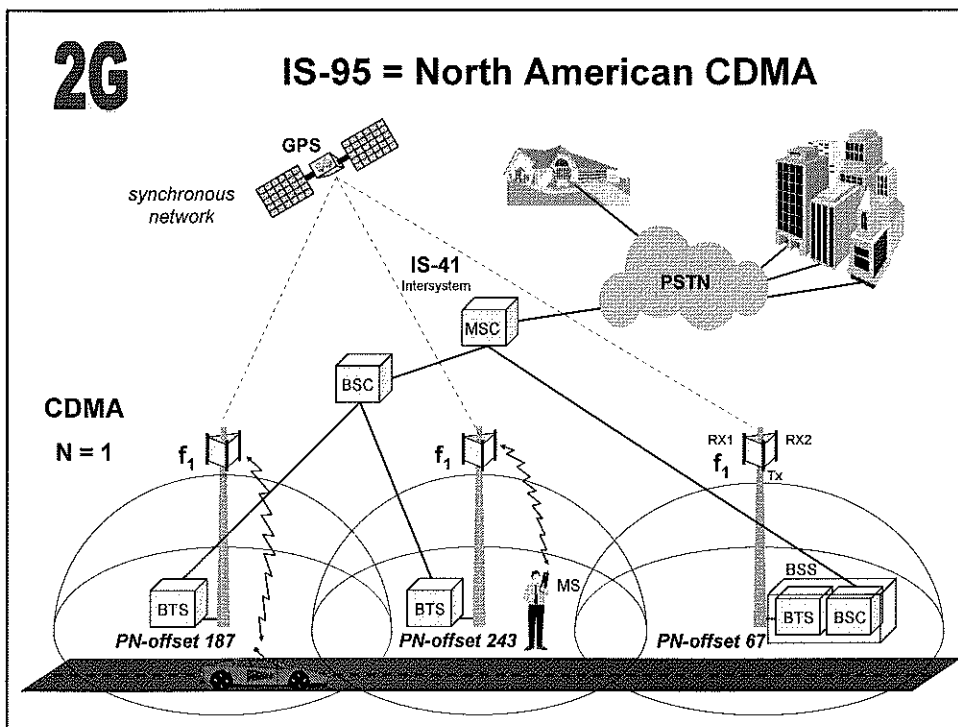 2G
IS-95 = North American CDMA
GPS
synchronous
network
IS-41
Intersystem
PSTN
MSC
BSC
CDMA
N = 1
f1
f1
RX1
RX2
f1
Tx
BTS
BTS
MS
BSS
BTS
BSC
PN-offset 187
PN-offset 243
PN-offset 67